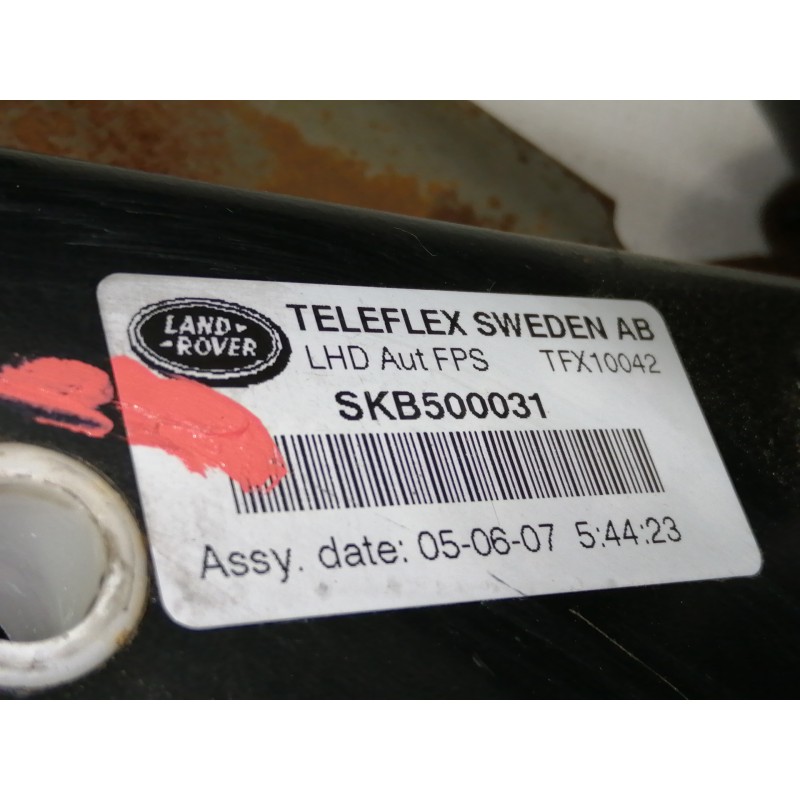 LAND-
-ROVER
TELEFLEX SWEDEN AB
LHD Aut FPS TFX10042
SKB500031
Assy. date: 05-06-07 5:44:23